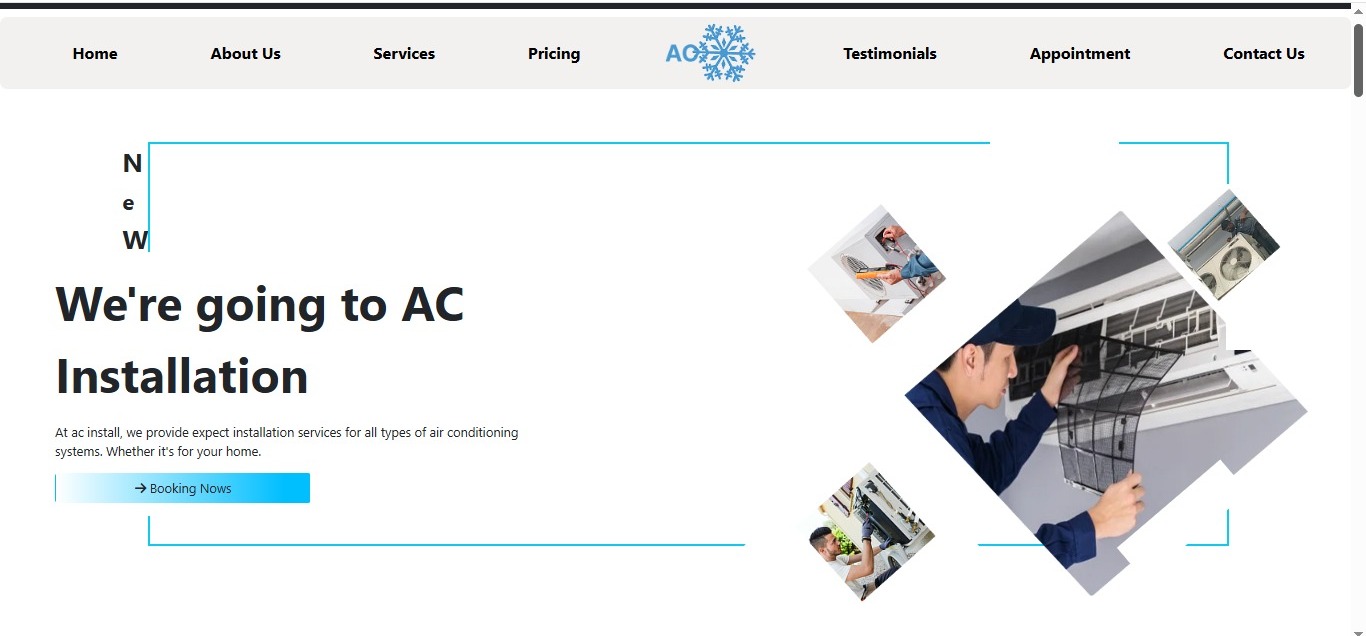 Home About Us Services Pricing AC Testimonials Appointment Contact Us
N
e
W
We're going to AC
Installation
At ac install, we provide expect installation services for all types of air conditioning
systems. Whether it's for your home.
Booking Nows